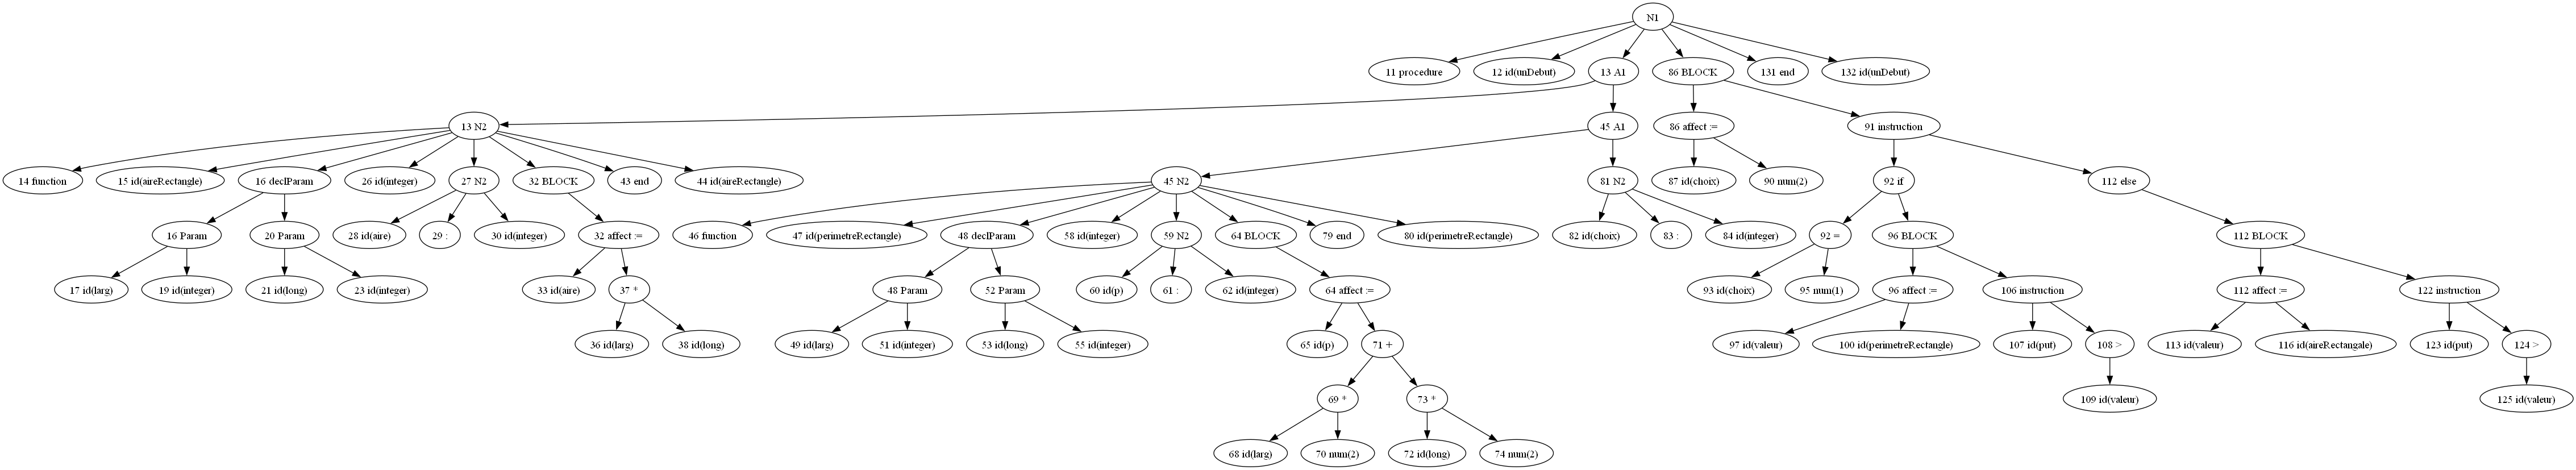 N1
11 procedure
12 id(unDebut)
13 A1
86 BLOCK
131 end
132 id(unDebut)
13 N2
45 A1
86 affect :=
91 instruction
14 function
15 id(aireRectangle)
16 declParam
26 id(integer)
27 N2
32 BLOCK
43 end
44 id(aireRectangle)
45 N2
81 N2
87 id(choix)
90 num(2)
92 if
112 else
16 Param
20 Param
28 id(aire)
29 :
30 id(integer)
32 affect :=
46 function
47 id(perimetreRectangle)
48 declParam
58 id(integer)
59 N2
64 BLOCK
79 end
80 id(perimetreRectangle)
82 id(choix)
83 :
84 id(integer)
92 =
96 BLOCK
112 BLOCK
17 id(larg)
19 id(integer)
21 id(long)
23 id(integer)
33 id(aire)
37 *
48 Param
52 Param
60 id(p)
61 :
62 id(integer)
64 affect :=
93 id(choix)
95 num(1)
96 affect :=
106 instruction
112 affect :=
122 instruction
36 id(larg)
38 id(long)
49 id(larg)
51 id(integer)
53 id(long)
55 id(integer)
65 id(p)
71 +
97 id(valeur)
100 id(perimetreRectangle)
107 id(put)
108 >
113 id(valeur)
116 id(aireRectangale)
123 id(put)
124 >
69 *
73 *
109 id(valeur)
125 id(valeur)
68 id(larg)
70 num(2)
72 id(long)
74 num(2)